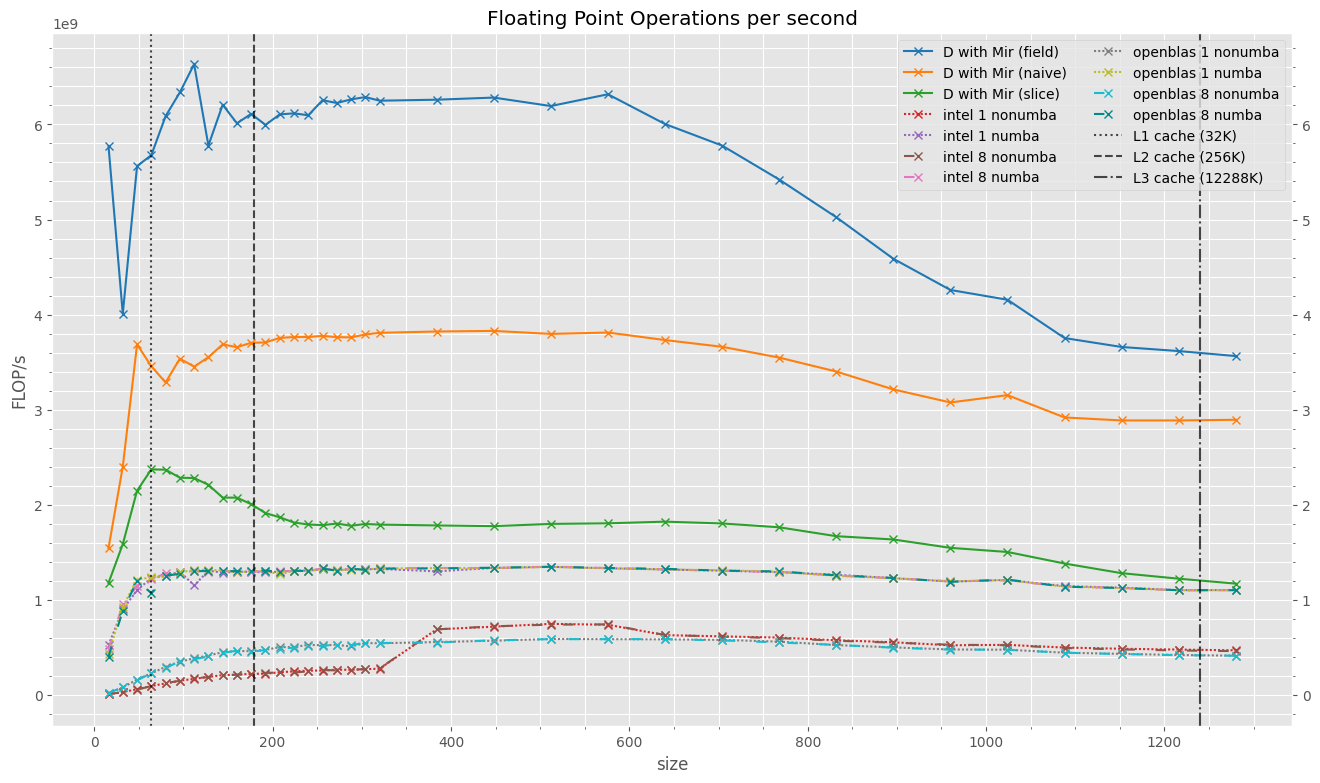 Floating Point Operations per second
1e9
D with Mir (field)
D with Mir (naive)
D with Mir (slice)
intel 1 nonumba
intel 1 numba
intel 8 nonumba
intel 8 numba
openblas 1 nonumba
openblas 1 numba
openblas 8 nonumba
openblas 8 numba
L1 cache (32K)
L2 cache (256K)
L3 cache (12288K)
FLOP/s
6
5
4
3
2
1
0
6
5
4
3
2
1
0
0 200 400 600 800 1000 1200
size